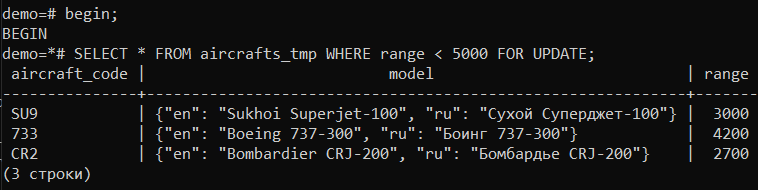 demo=# begin;
BEGIN
demo=*# SELECT * FROM aircrafts_tmp WHERE range < 5000 FOR UPDATE;
 aircraft_code |                         model                         | range
---------------+-------------------------------------------------------+-------
 SU9           | {"en": "Sukhoi Superjet-100", "ru": "Сухой Суперджет-100"} |  3000
 733           | {"en": "Boeing 737-300", "ru": "Боинг 737-300"}       |  4200
 CR2           | {"en": "Bombardier CRJ-200", "ru": "Бомбардье CRJ-200"} |  2700
(3 строки)